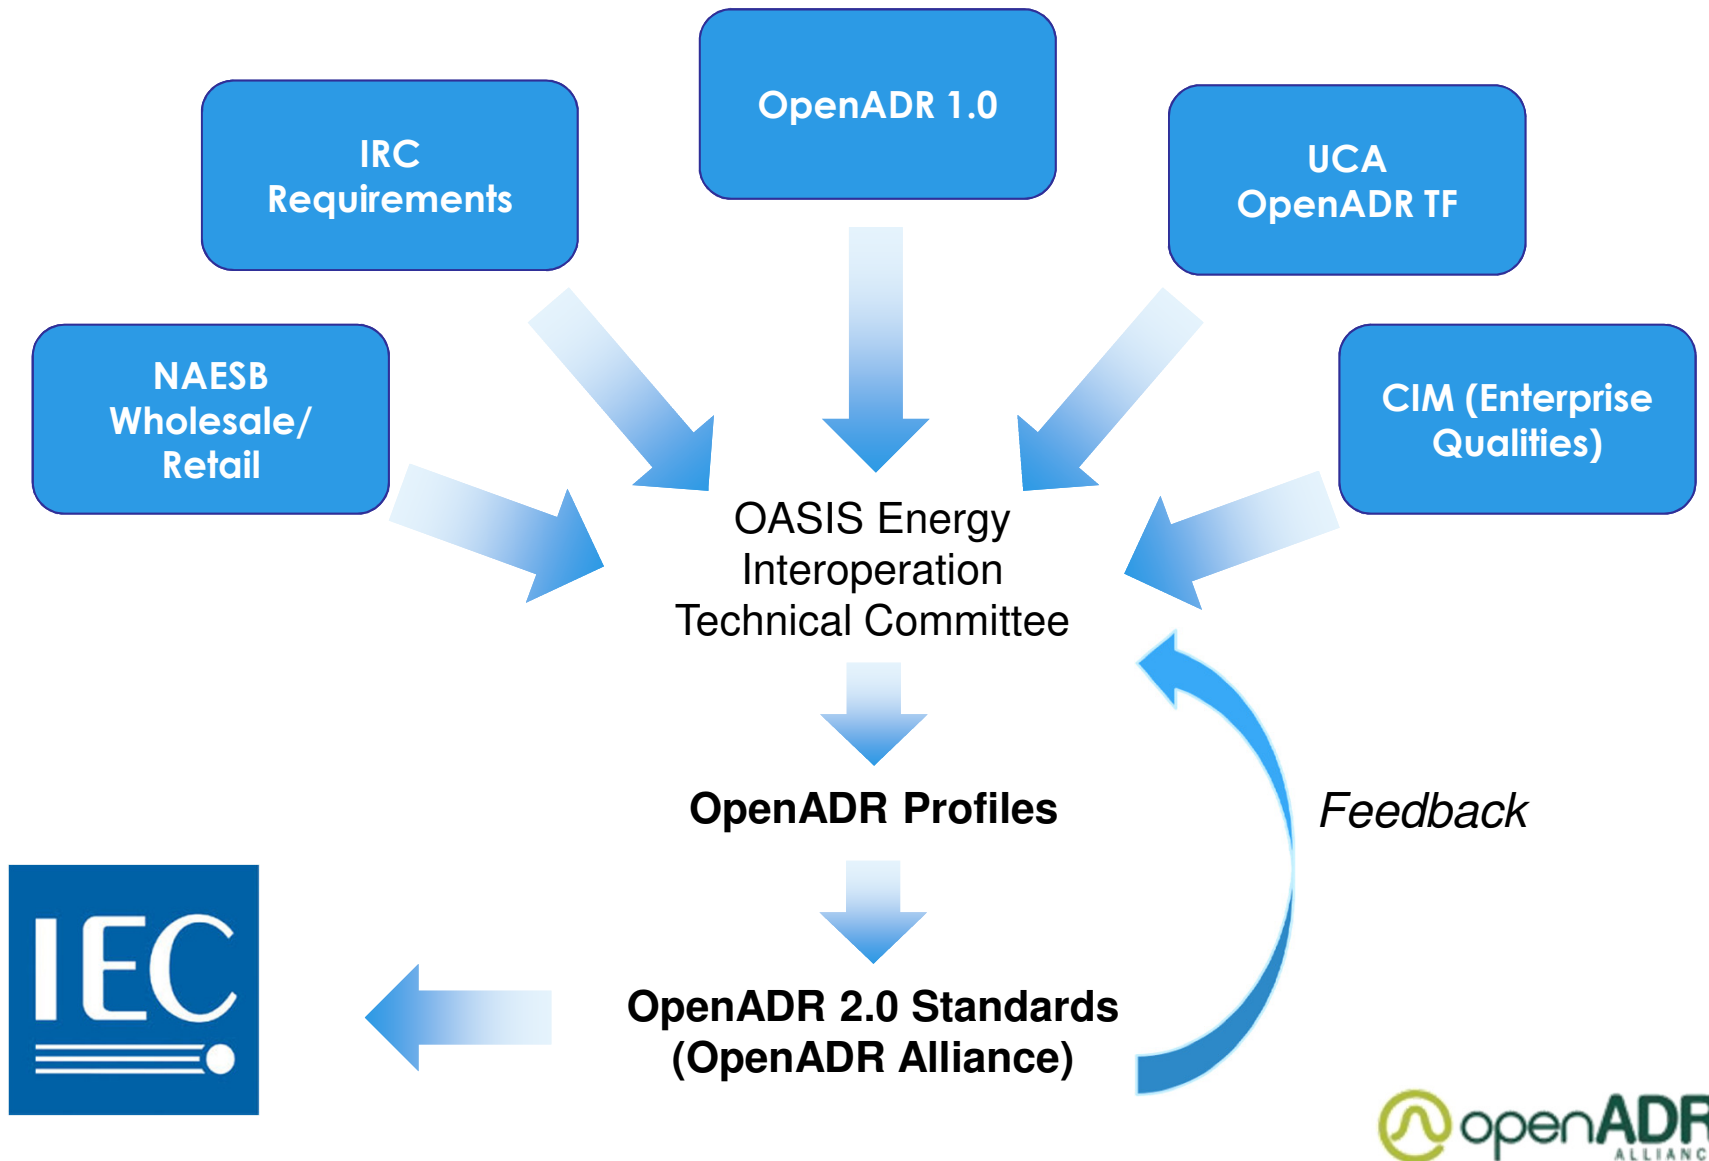 OpenADR 1.0
IRC
Requirements
UCA
OpenADR TF
NAESB
Wholesale/
Retail
CIM (Enterprise
Qualities)
OASIS Energy
Interoperation
Technical Committee
OpenADR Profiles
Feedback
IEC
OpenADR 2.0 Standards
(OpenADR Alliance)
openADR
ALLIANC